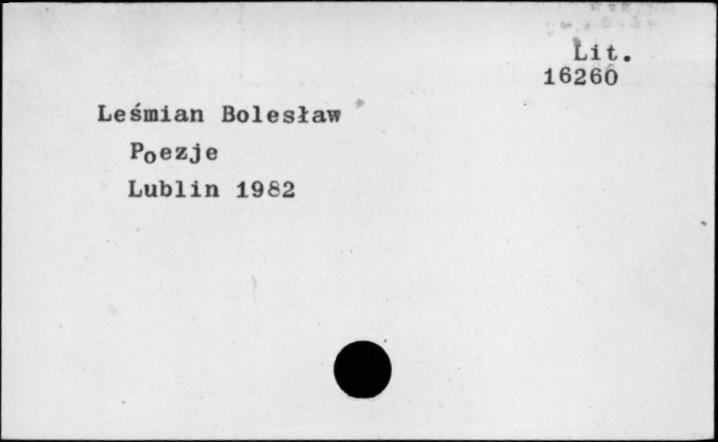 Lit.
16260
Leśmian Bolesław
Poezje
Lublin 1982